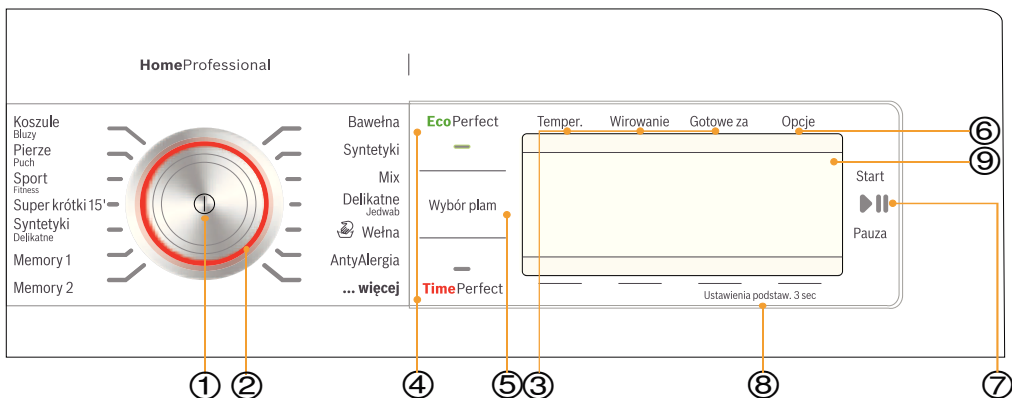 HomeProfessional
Koszule
Bluzy
Pierze
Puch
Sport
Fitness
Super krótki 15'
Syntetyki
Delikatne
Memory 1
Memory 2
Bawełna
Syntetyki
Mix
Delikatne
Jedwab
Wełna
AntyAlergia
... więcej
EcoPerfect
Wybór plam
TimePerfect
Temper. Wirowanie Gotowe za Opcje
Ustawienia podstaw. 3 sec
Start
Pauza
⑥
⑨
① ② ④ ⑤ ③ ⑧ ⑦